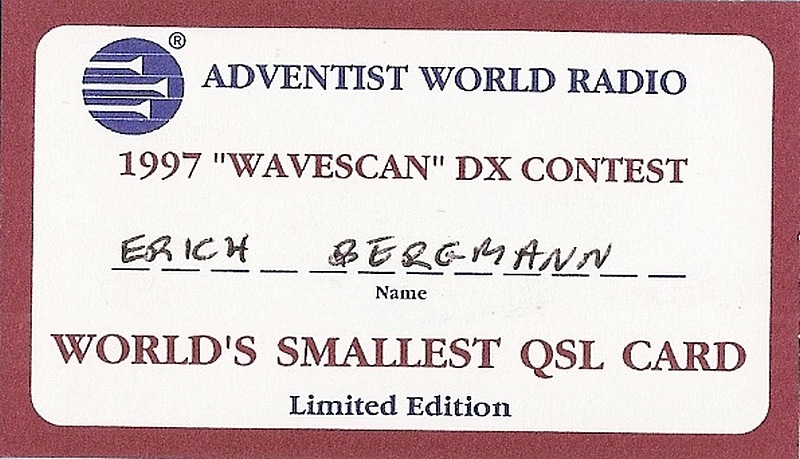 ®
ADVENTIST WORLD RADIO
1997 "WAVESCAN" DX CONTEST
ERICH BERGMANN
Name
WORLD'S SMALLEST QSL CARD
Limited Edition